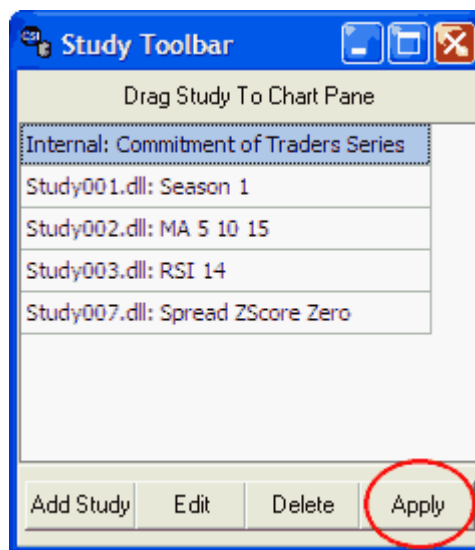 CSI
Study Toolbar
Drag Study To Chart Pane
Internal: Commitment of Traders Series
Study001.dll: Season 1
Study002.dll: MA 5 10 15
Study003.dll: RSI 14
Study007.dll: Spread ZScore Zero
Add Study Edit Delete Apply